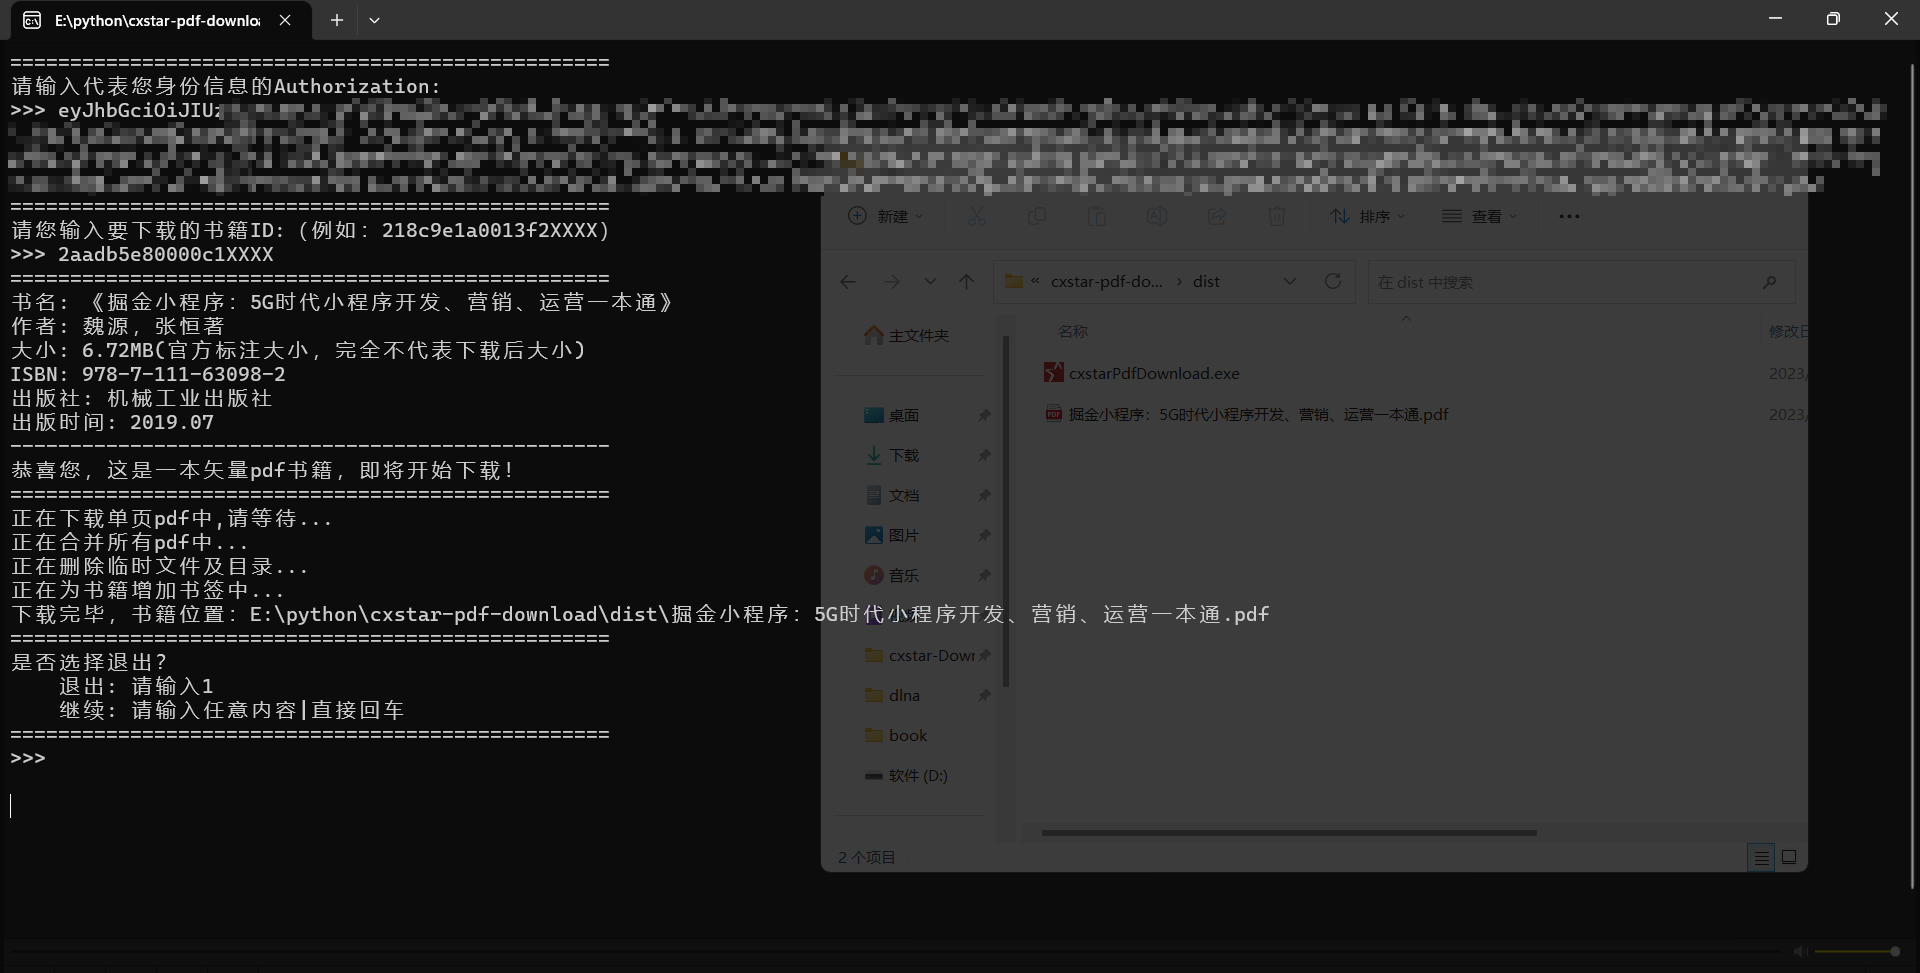 E:\python\cxstar-pdf-downlo
==================================================
请输入代表您身份信息的Authorization:
>>> eyJhbGciOiJIUz
==================================================
请您输入要下载的书籍ID:（例如：218c9e1a0013f2XXXX）
>>> 2aadb5e80000c1XXXX
==================================================
书名：《掘金小程序：5G时代小程序开发、营销、运营一本通》
作者：魏源，张恒著
大小：6.72MB(官方标注大小，完全不代表下载后大小)
ISBN: 978-7-111-63098-2
出版社：机械工业出版社
出版时间：2019.07
--------------------------------------------------
恭喜您，这是一本矢量pdf书籍，即将开始下载！
==================================================
正在下载单页pdf中,请等待...
正在合并所有pdf中...
正在删除临时文件及目录...
正在为书籍增加书签中...
下载完毕，书籍位置：E:\python\cxstar-pdf-download\dist\掘金小程序：5G时代小程序开发、营销、运营一本通.pdf
==================================================
是否选择退出？
退出：请输入1
继续：请输入任意内容|直接回车
==================================================
>>>
新建
排序
查看
« cxstar-pdf-do... › dist
在 dist 中搜索
主文件夹
桌面
下载
文档
图片
音乐
cxstar-Down
dlna
book
软件 (D:)
名称
修改日
cxstarPdfDownload.exe
2023/
掘金小程序：5G时代小程序开发、营销、运营一本通.pdf
2023/
2 个项目